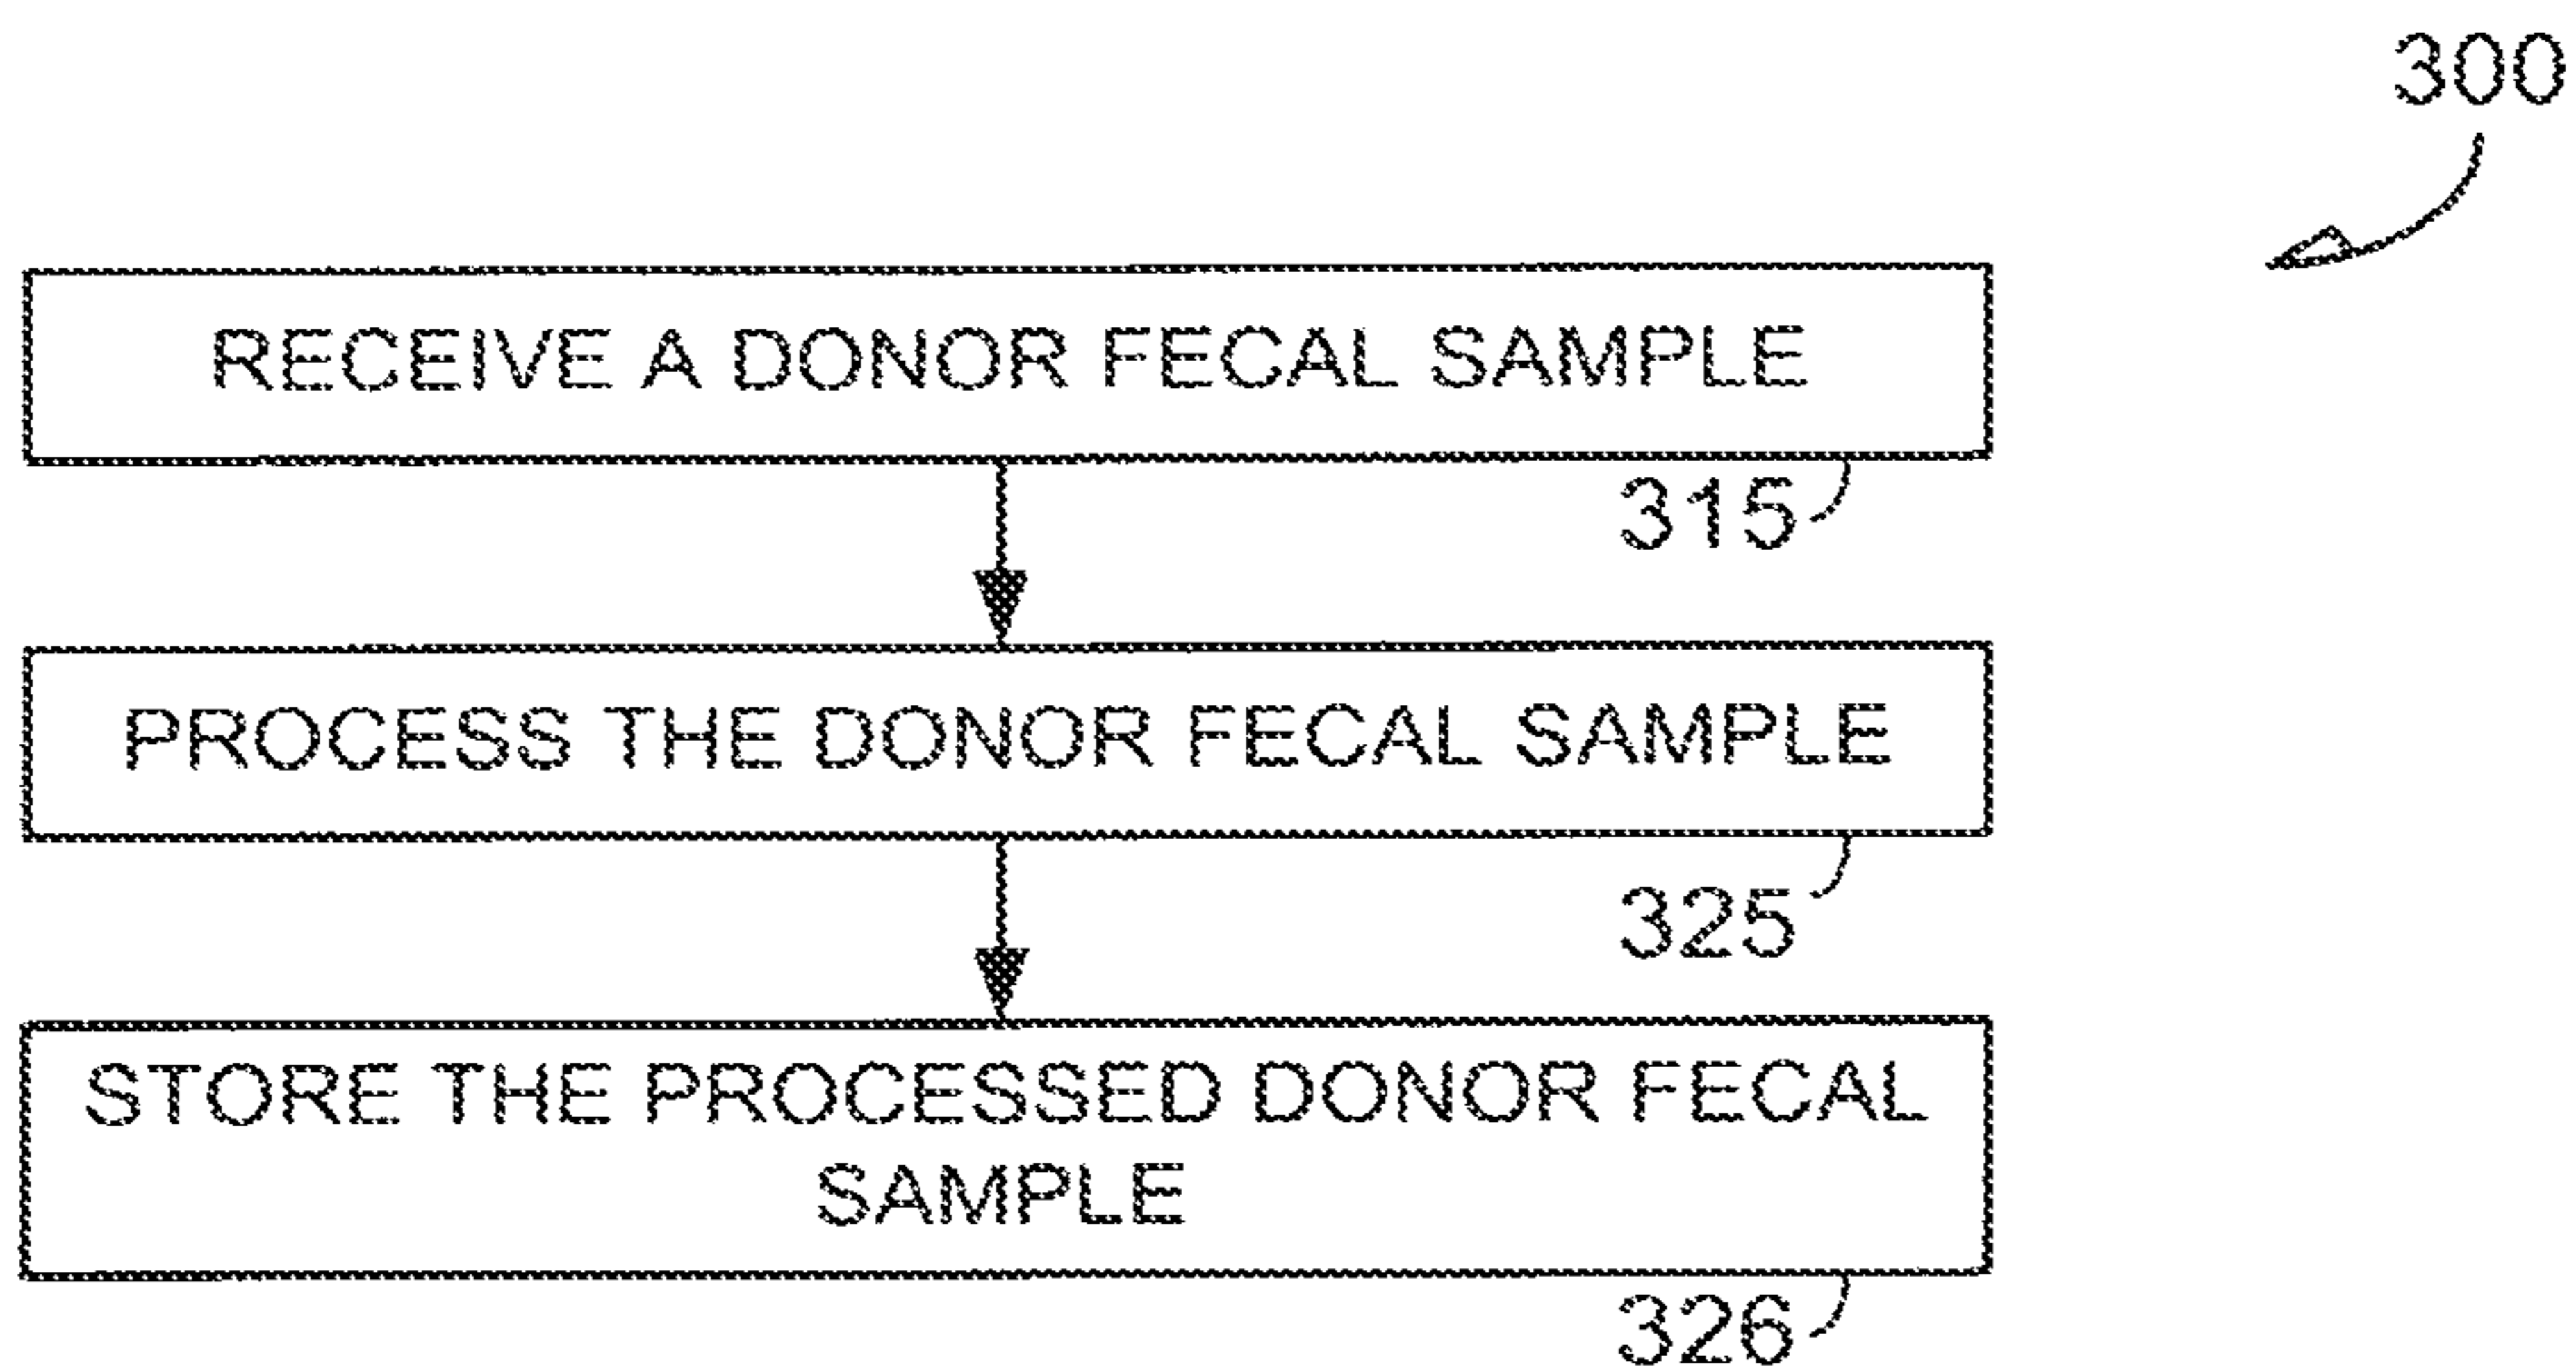 300
RECEIVE A DONOR FECAL SAMPLE
315
PROCESS THE DONOR FECAL SAMPLE
325
STORE THE PROCESSED DONOR FECAL
SAMPLE
326